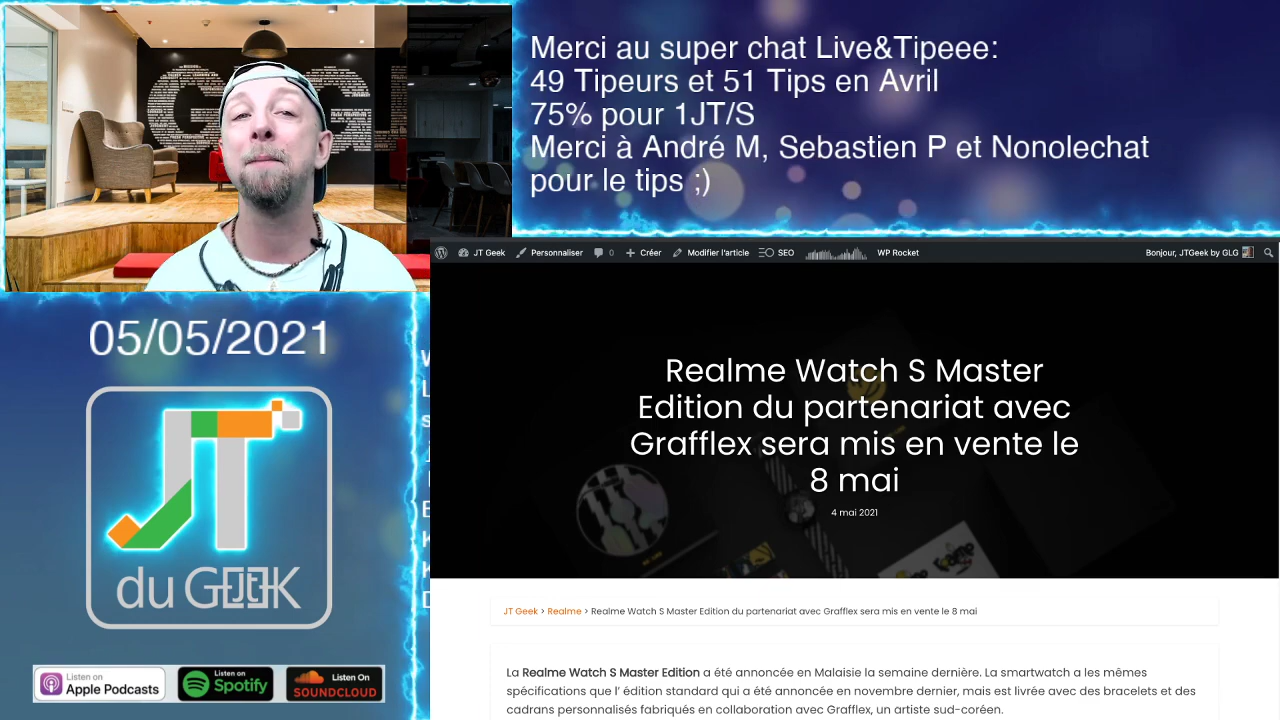 Merci au super chat Live&Tipeee:
49 Tipeurs et 51 Tips en Avril
75% pour 1JT/S
Merci à André M, Sebastien P et Nonolechat
pour le tips ;)
JT Geek Personnaliser 0 Créer Modifier l'article SEO WP Rocket Bonjour, JTGeek by GLG
05/05/2021
JT
du GEEK
Jt
Realme Watch S Master
Edition du partenariat avec
Grafflex sera mis en vente le
8 mai
4 mai 2021
JT Geek > Realme > Realme Watch S Master Edition du partenariat avec Grafflex sera mis en vente le 8 mai
La Realme Watch S Master Edition a été annoncée en Malaisie la semaine dernière. La smartwatch a les mêmes
spécifications que l' édition standard qui a été annoncée en novembre dernier, mais est livrée avec des bracelets et des
cadrans personnalisés fabriqués en collaboration avec Grafflex, un artiste sud-coréen.
Listen on
Apple Podcasts
Listen on
Spotify
Listen On
SOUNDCLOUD